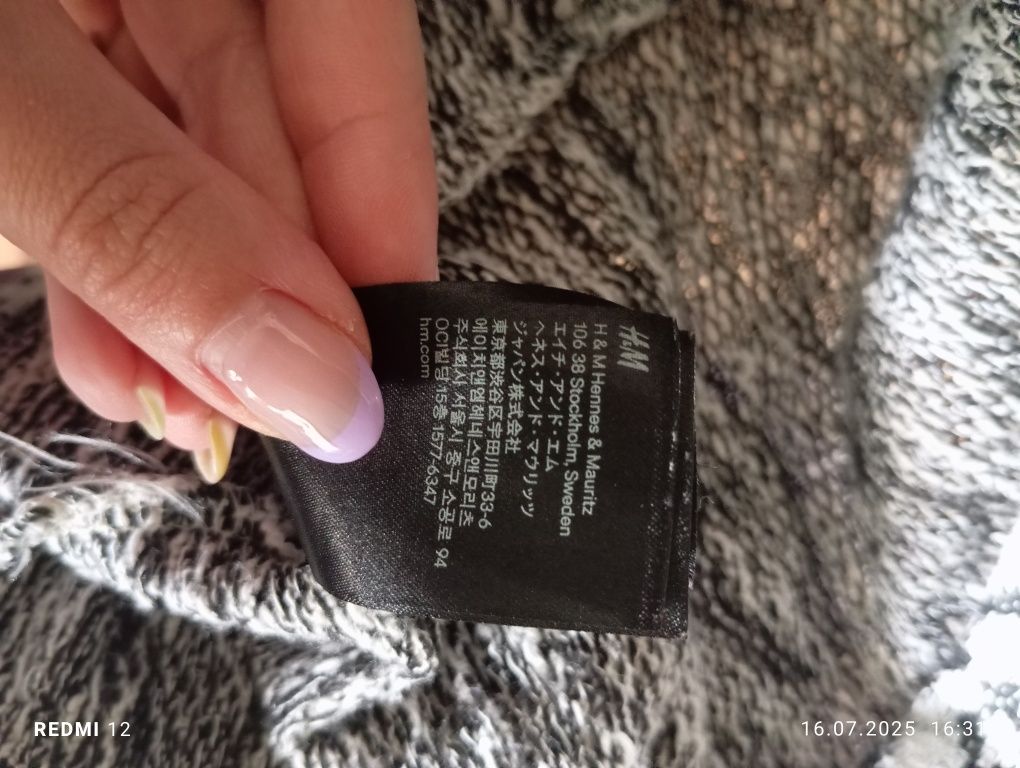 H&M
H & M Hennes & Mauritz
106 38 Stockholm, Sweden
エイチ・アンド・エム
ヘネス・アンド・マウリッツ
ジャパン株式会社
東京都渋谷区宇田川町33-6
에이치앤엠헤네스앤모리츠
주식회사 서울시 중구 소공로 94
OCI빌딩 15층 1577-6347
hm.com
REDMI 12
16.07.2025 16:31